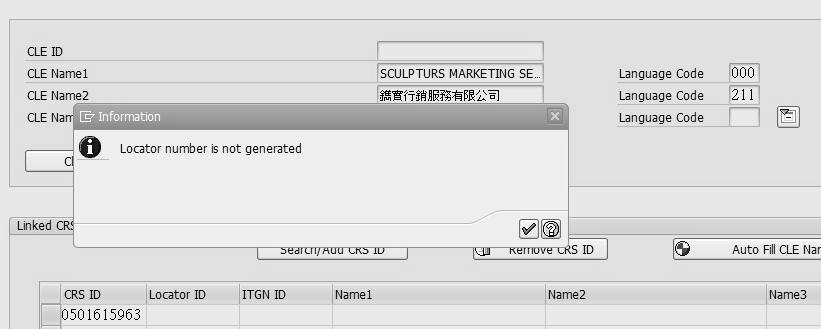 CLE ID
CLE Name1 SCULPTURS MARKETING SE... Language Code 000
CLE Name2 鐫寶行銷服務有限公司 Language Code 211
CLE Nam Language Code
Information
Locator number is not generated
Cl
Linked CRS
Search/Add CRS ID Remove CRS ID Auto Fill CLE Nar
CRS ID Locator ID ITGN ID Name1 Name2 Name3
0501615963